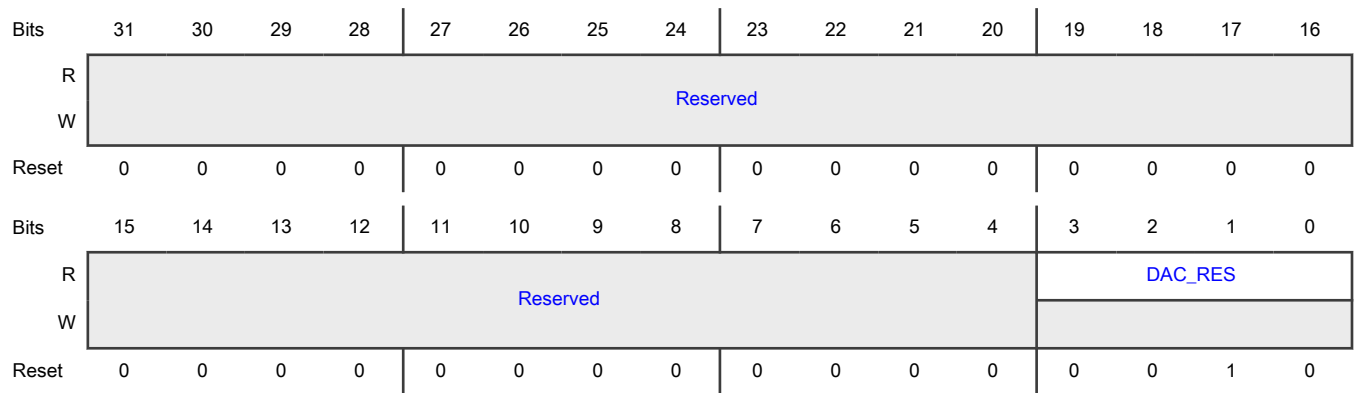 Bits 31 30 29 28 27 26 25 24 23 22 21 20 19 18 17 16
R
Reserved
W
Reset 0 0 0 0 0 0 0 0 0 0 0 0 0 0 0 0
Bits 15 14 13 12 11 10 9 8 7 6 5 4 3 2 1 0
R DAC_RES
Reserved
W
Reset 0 0 0 0 0 0 0 0 0 0 0 0 0 0 1 0